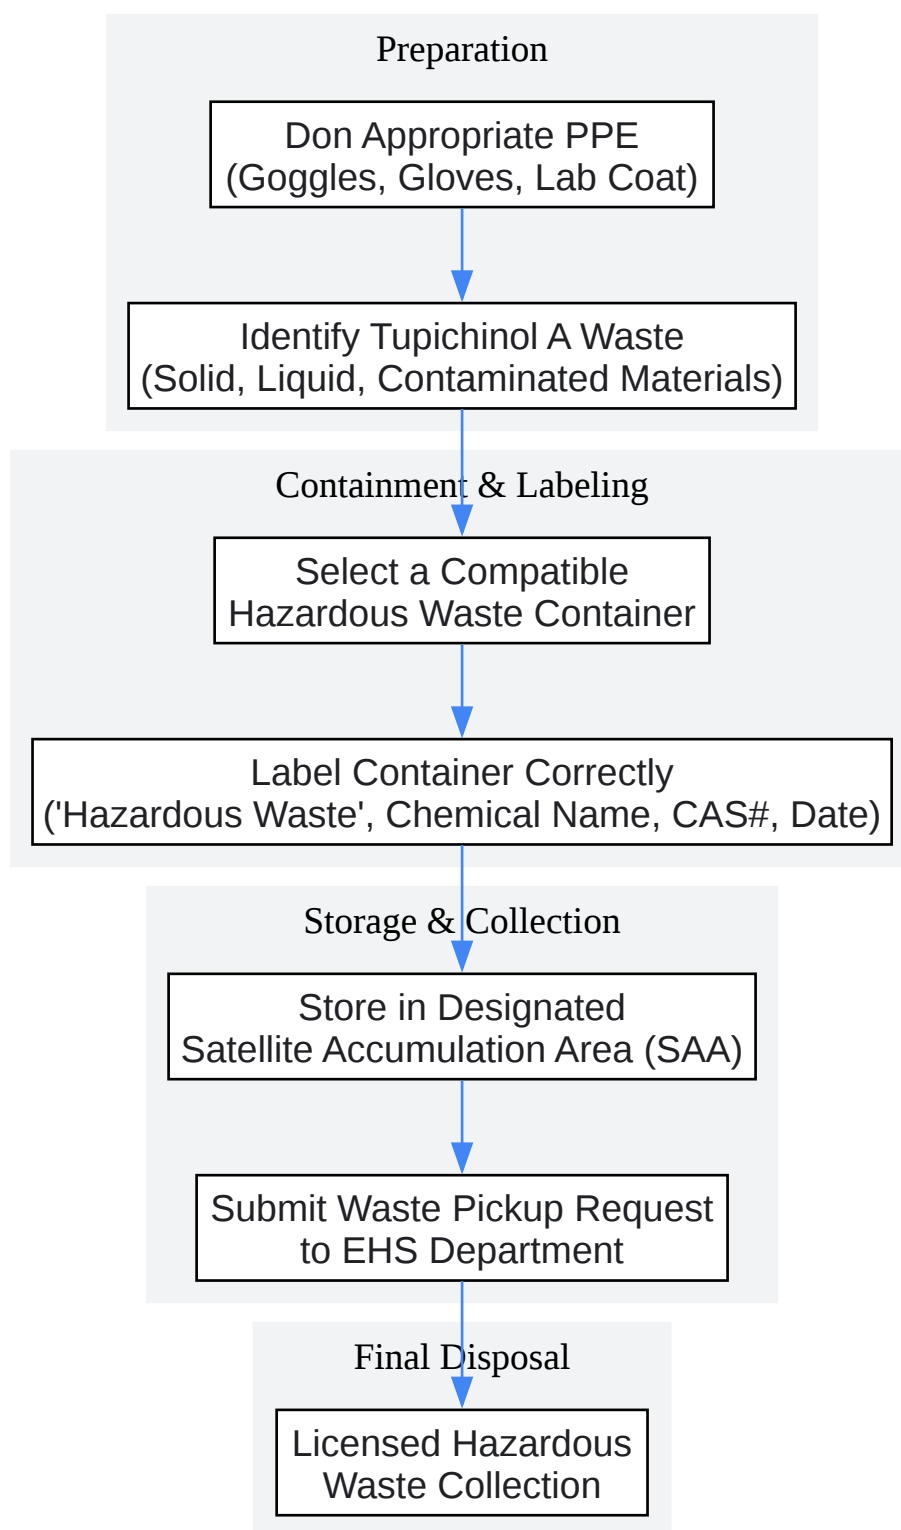 Preparation
Don Appropriate PPE
(Goggles, Gloves, Lab Coat)
Identify Tupichinol A Waste
(Solid, Liquid, Contaminated Materials)
Containment & Labeling
Select a Compatible
Hazardous Waste Container
Label Container Correctly
('Hazardous Waste', Chemical Name, CAS#, Date)
Storage & Collection
Store in Designated
Satellite Accumulation Area (SAA)
Submit Waste Pickup Request
to EHS Department
Final Disposal
Licensed Hazardous
Waste Collection